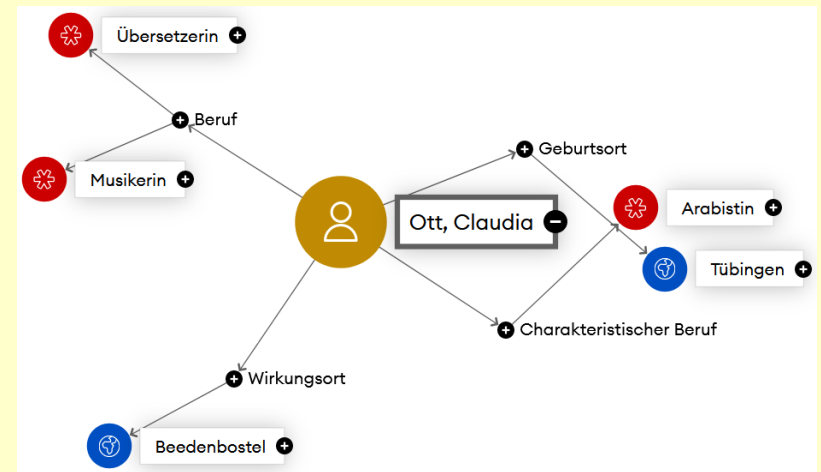 Übersetzerin
Beruf
Geburtsort
Musikerin
Arabistin
Ott, Claudia
Tübingen
Charakteristischer Beruf
Wirkungsort
Beedenbostel